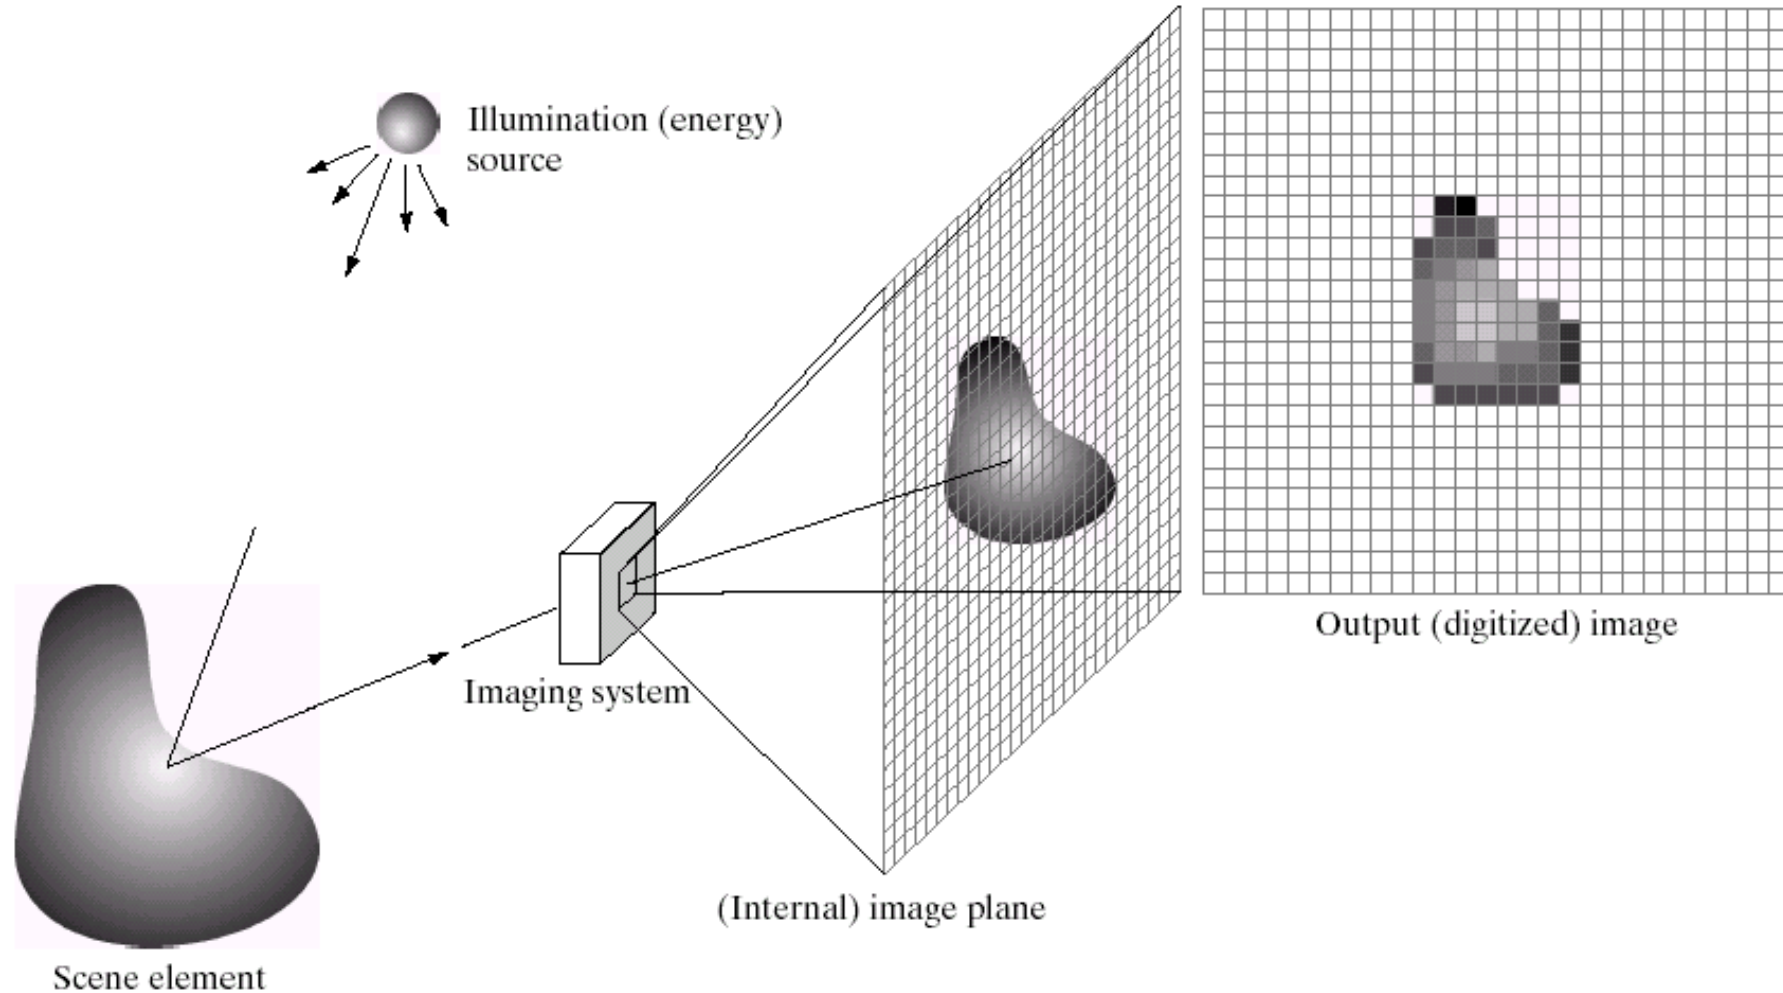 Illumination (energy)
source
Output (digitized) image
Imaging system
(Internal) image plane
Scene element